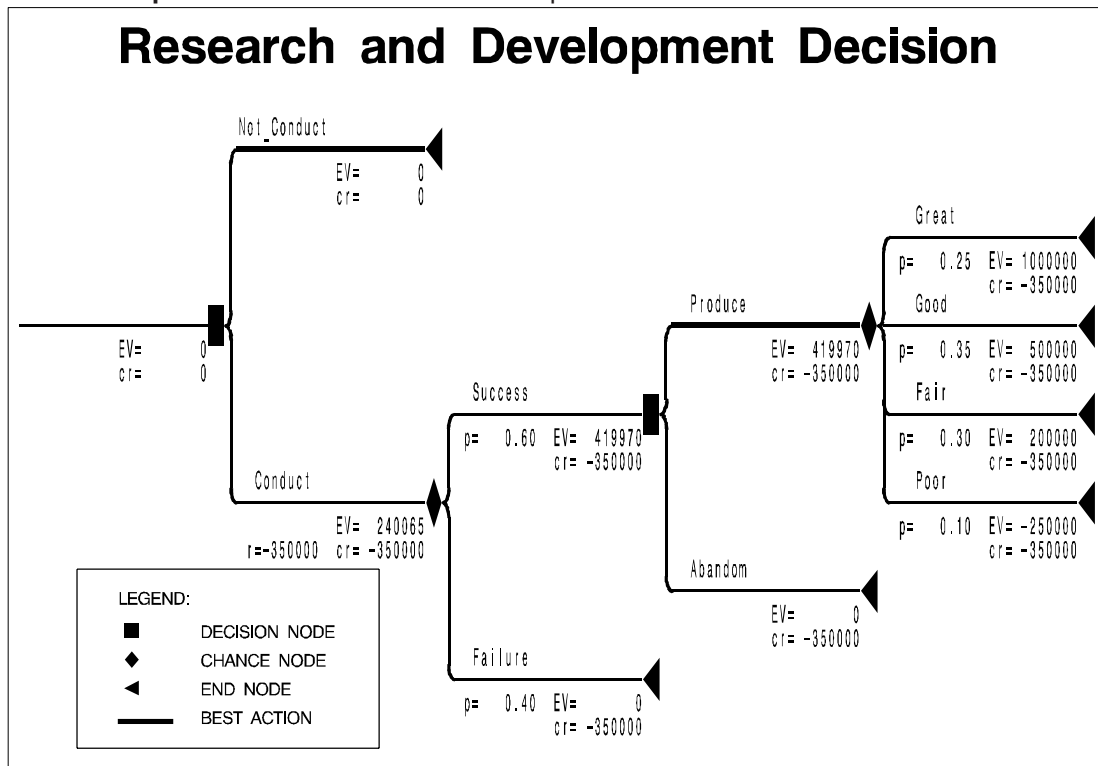 Research and Development Decision
Not_Conduct
EV= 0
cr= 0
Great
p= 0.25 EV= 1000000
cr= -350000
Produce
Good
EV= 0
cr= 0
EV= 419970
cr= -350000
p= 0.35 EV= 500000
cr= -350000
Success
Fair
p= 0.60 EV= 419970
cr= -350000
p= 0.30 EV= 200000
cr= -350000
Conduct
Poor
EV= 240065
r=-350000 cr= -350000
p= 0.10 EV= -250000
cr= -350000
Abandom
EV= 0
cr= -350000
LEGEND:
DECISION NODE
CHANCE NODE
END NODE
BEST ACTION
Failure
p= 0.40 EV= 0
cr= -350000